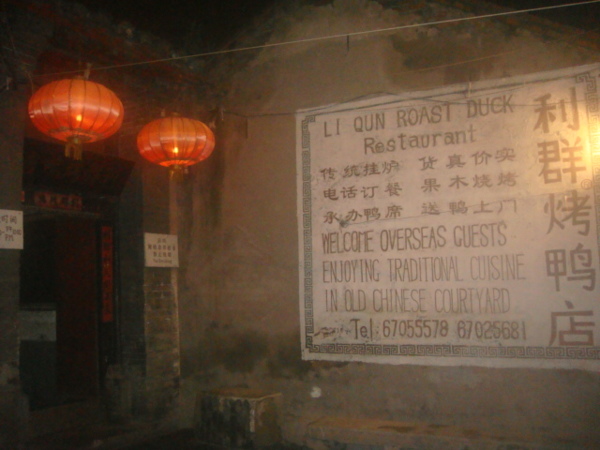 LI QUN ROAST DUCK
Restaurant
传统挂炉 货真价实
电话订餐 果木烧烤
承办鸭席 送鸭上门
WELCOME OVERSEAS GUESTS
ENJOYING TRADITIONAL CUISINE
IN OLD CHINESE COURTYARD
Tel: 67055578 67025681
利群烤鸭店